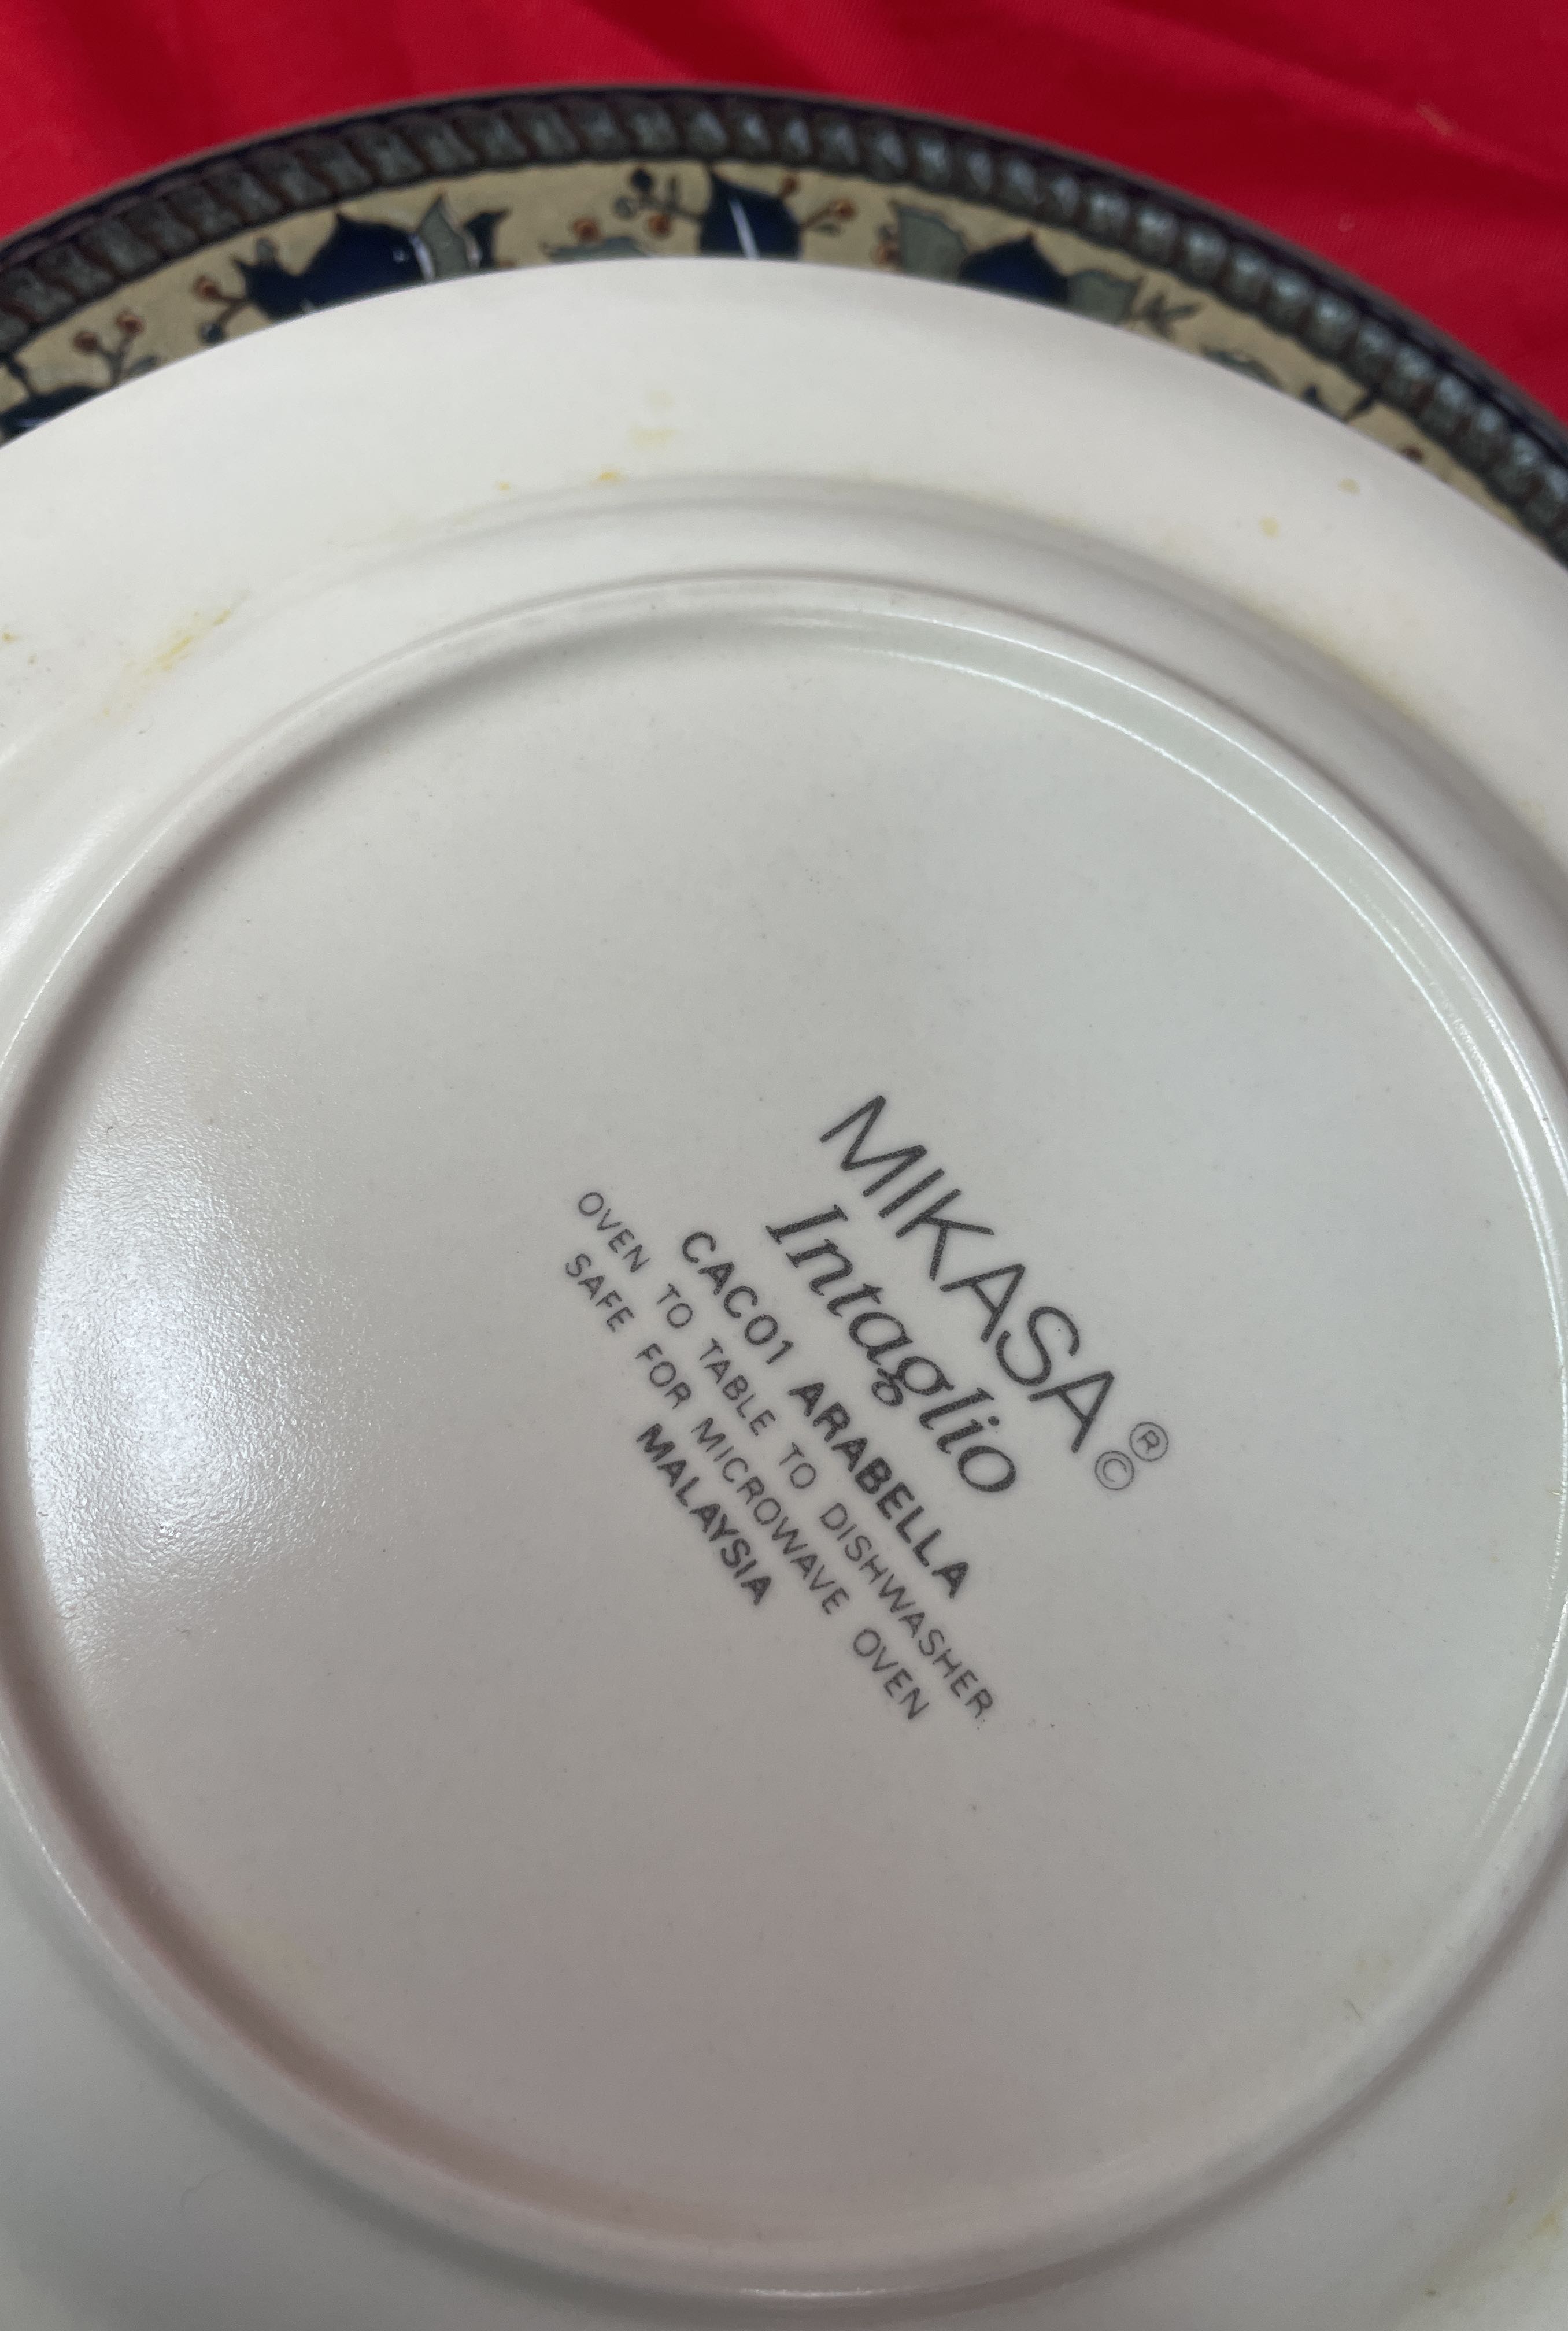 MIKASA®©
Intaglio
CAC01 ARABELLA
OVEN TO TABLE TO DISHWASHER
SAFE FOR MICROWAVE OVEN
MALAYSIA